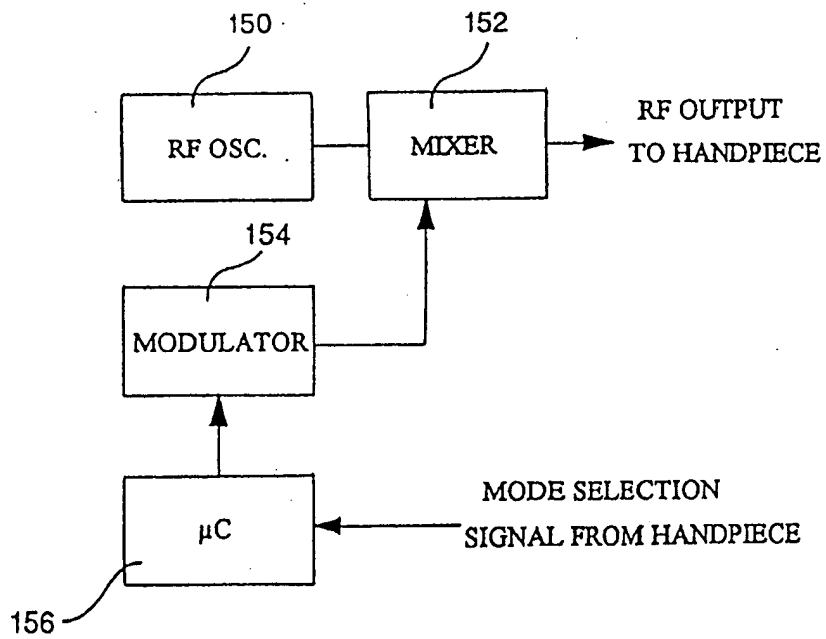 150
152
RF OSC.
MIXER
RF OUTPUT
TO HANDPIECE
154
MODULATOR
µC
MODE SELECTION
SIGNAL FROM HANDPIECE
156